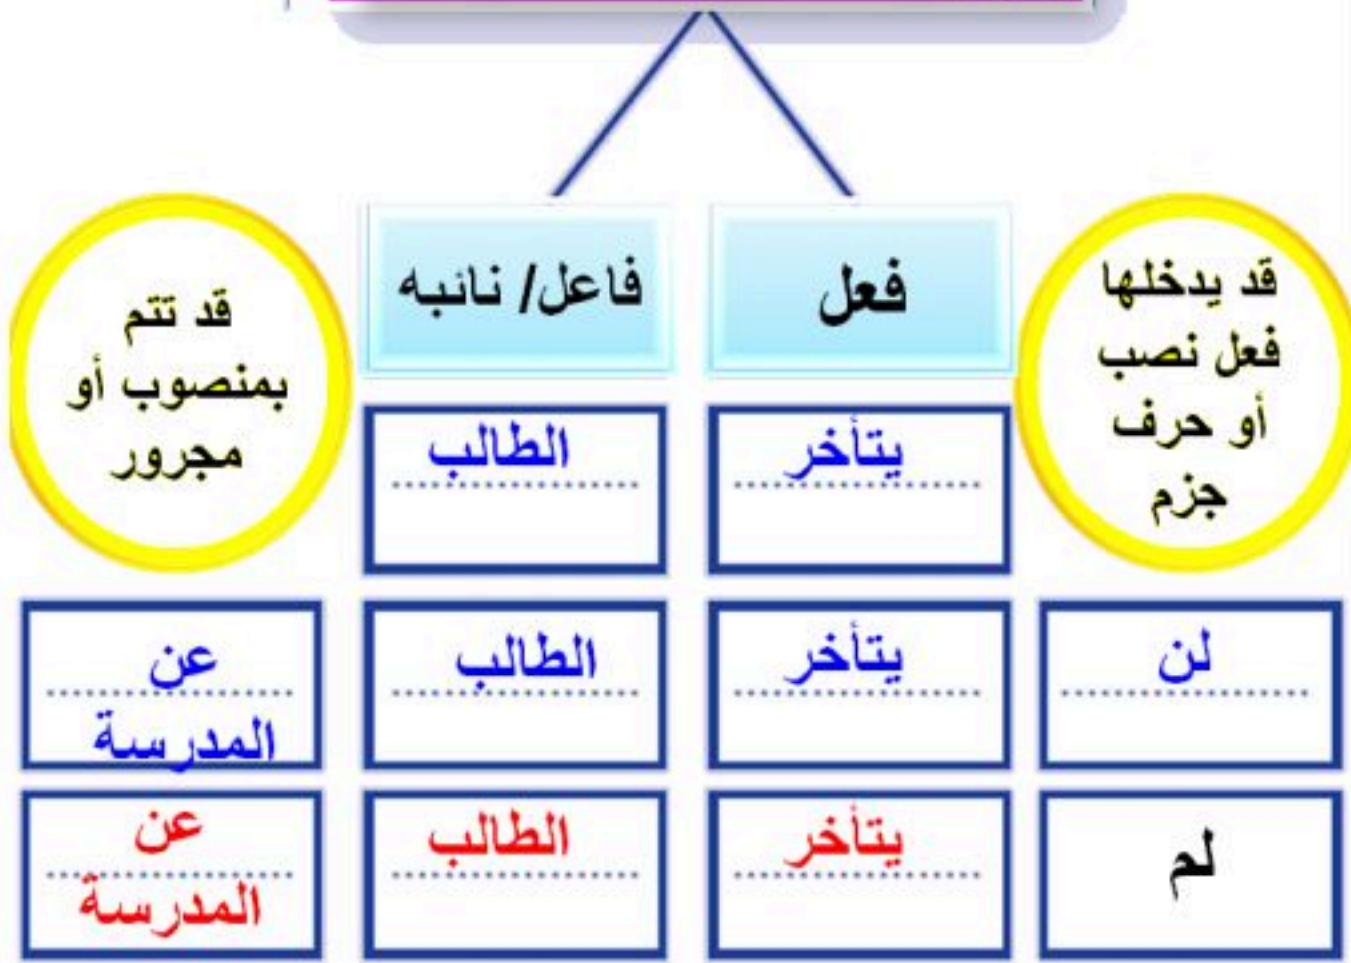 قد يدخلها
فعل نصب
أو حرف
جزم
فعل
فاعل/ نائبه
قد تتم
بمنصوب أو
مجرور
يتأخر
الطالب
لن
يتأخر
الطالب
عن
المدرسة
لم
يتأخر
الطالب
عن
المدرسة